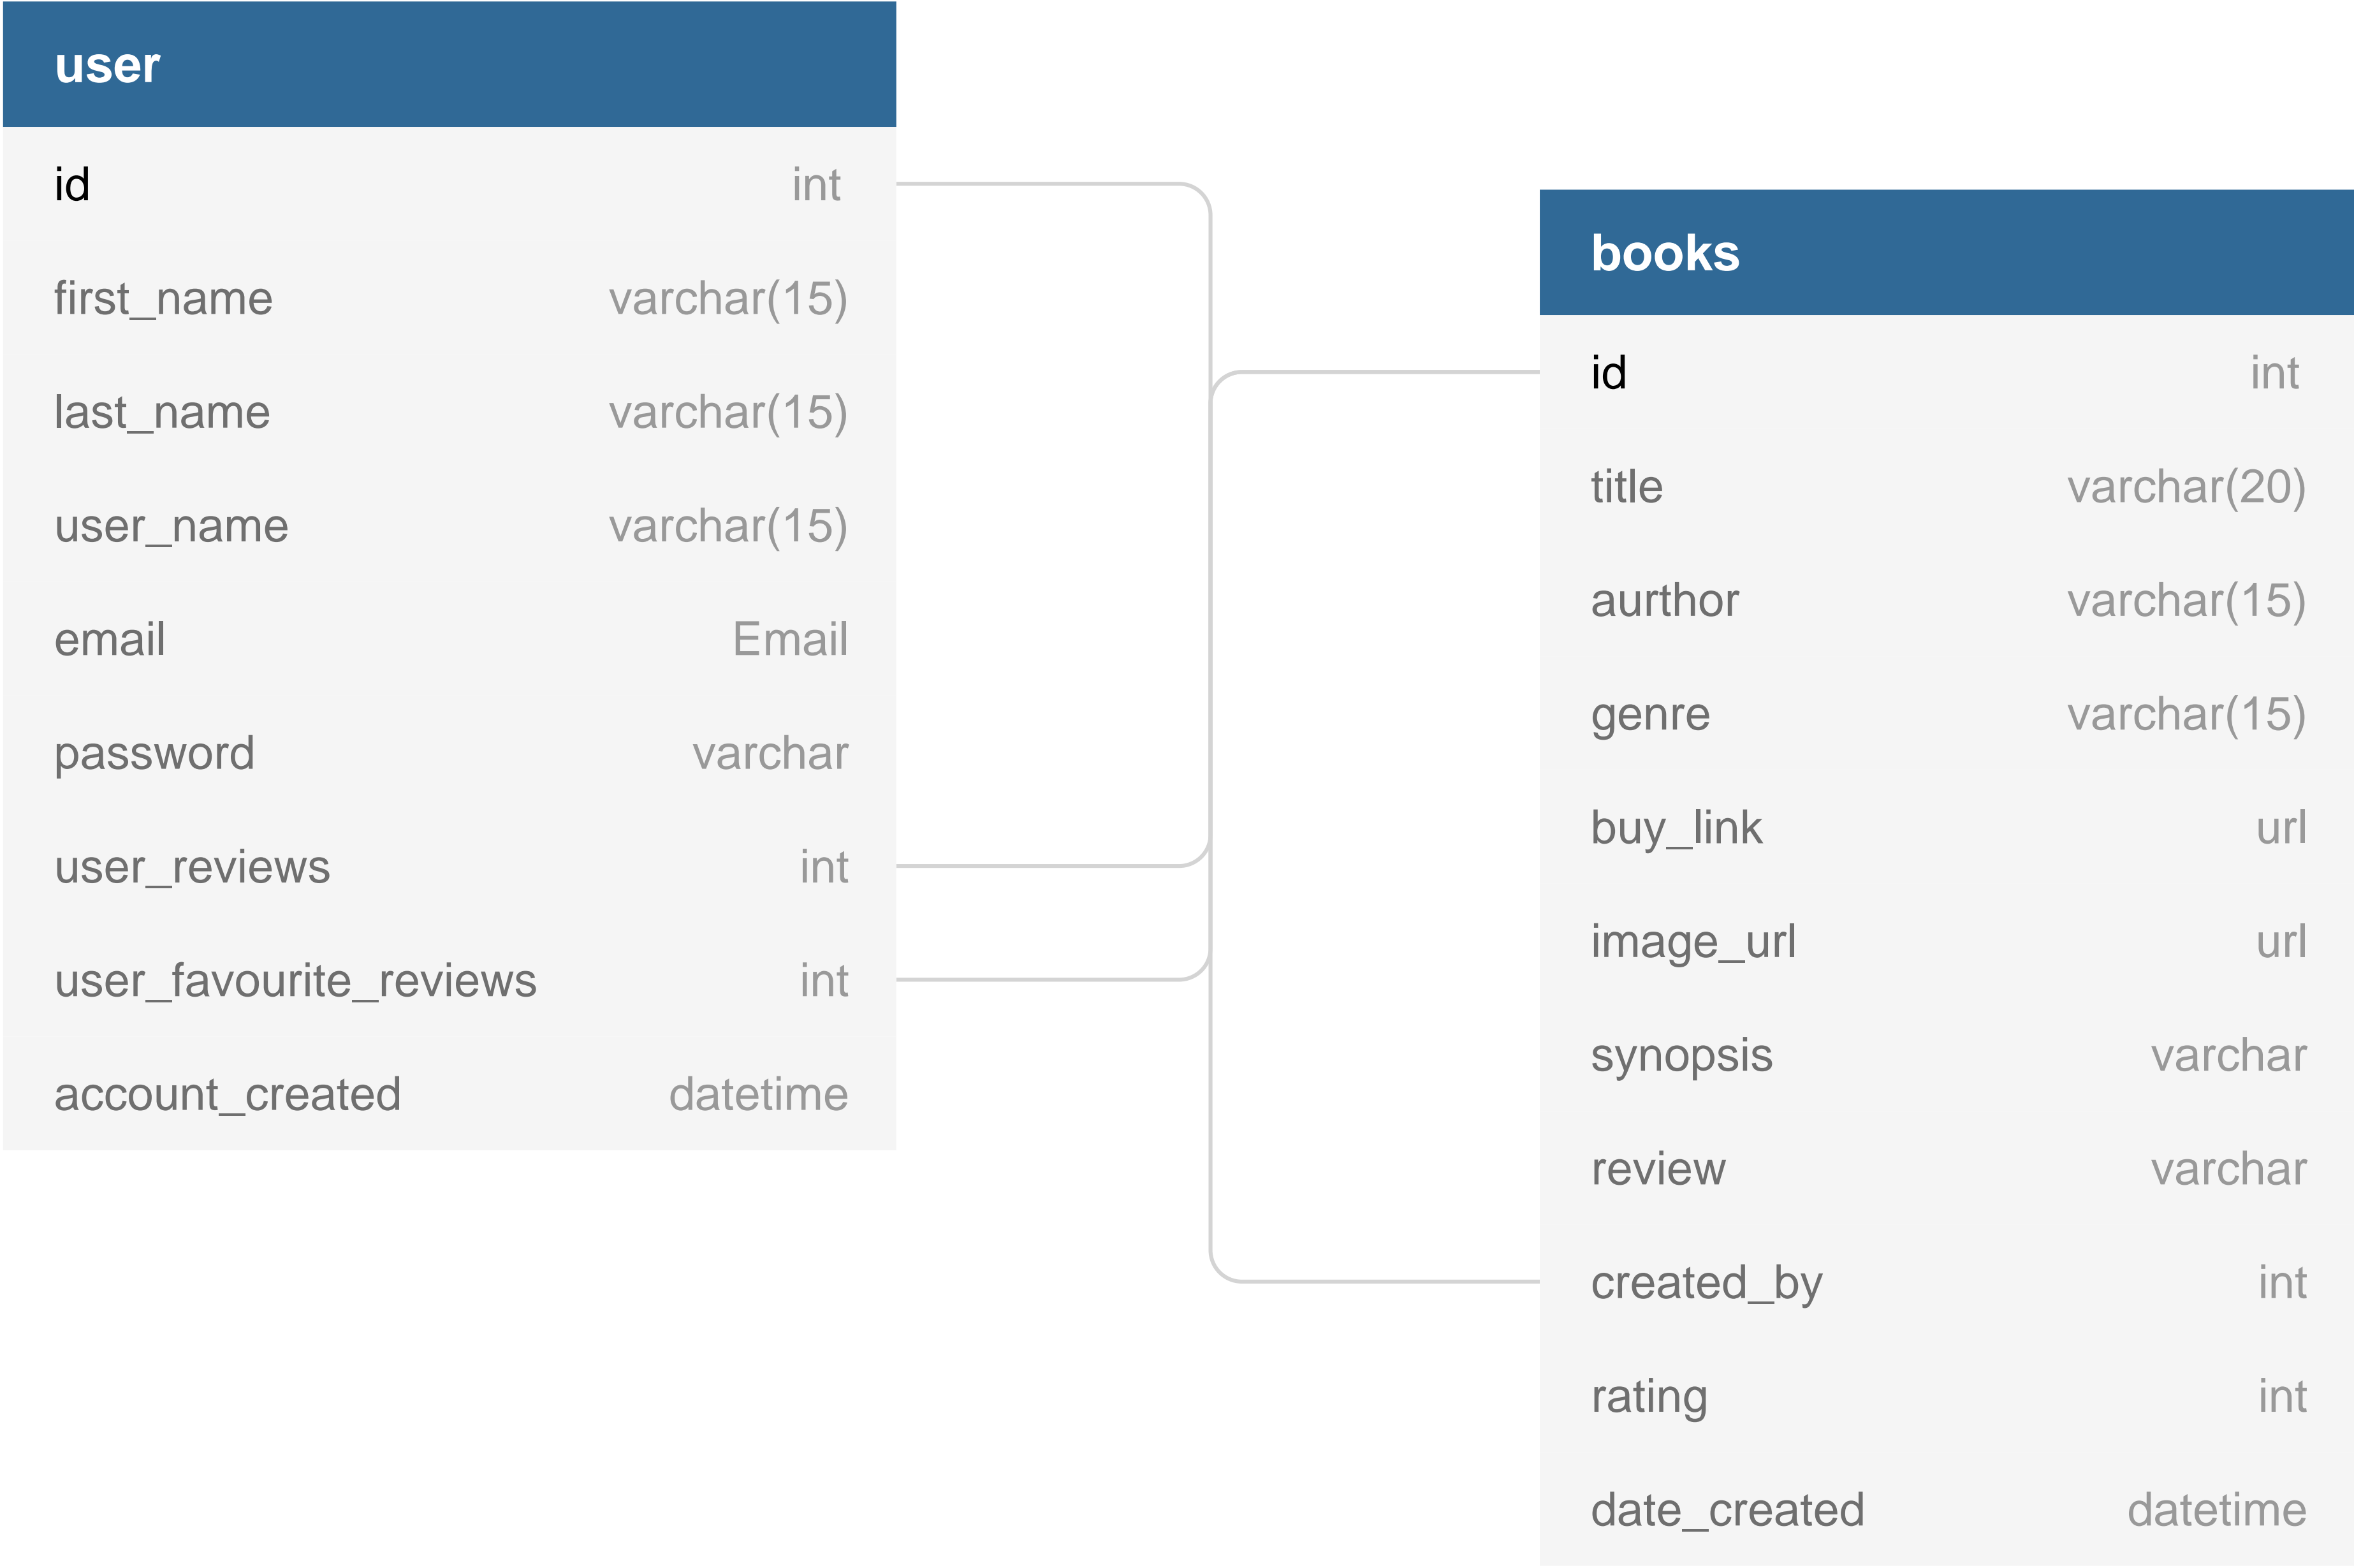 user
id int
first_name varchar(15)
last_name varchar(15)
user_name varchar(15)
email Email
password varchar
user_reviews int
user_favourite_reviews int
account_created datetime
books
id int
title varchar(20)
aurthor varchar(15)
genre varchar(15)
buy_link url
image_url url
synopsis varchar
review varchar
created_by int
rating int
date_created datetime